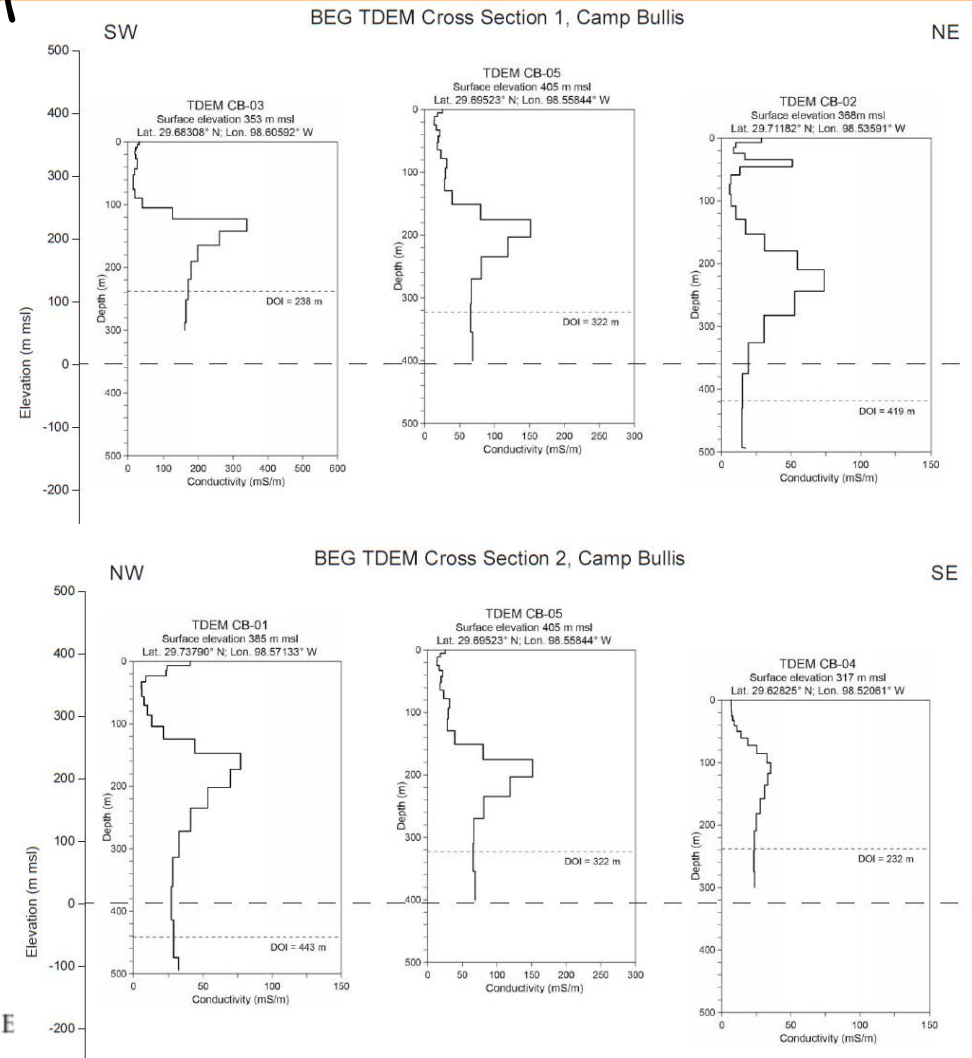 BEG TDEM Cross Section 1, Camp Bullis
SW
NE
Elevation (m msl)
500
400
300
200
100
0
-100
-200
TDEM CB-03
Surface elevation 353 m msl
Lat. 29.68308° N; Lon. 98.60592° W
Depth (m)
0
100
200
300
400
500
DOI = 238 m
0 100 200 300 400 500 600
Conductivity (mS/m)
TDEM CB-05
Surface elevation 405 m msl
Lat. 29.69523° N; Lon. 98.55844° W
Depth (m)
0
100
200
300
400
500
DOI = 322 m
0 50 100 150 200 250 300
Conductivity (mS/m)
TDEM CB-02
Surface elevation 368m msl
Lat. 29.71182° N; Lon. 98.53591° W
Depth (m)
0
100
200
300
400
500
DOI = 419 m
0 50 100 150
Conductivity (mS/m)
BEG TDEM Cross Section 2, Camp Bullis
NW
SE
Elevation (m msl)
500
400
300
200
100
0
-100
-200
TDEM CB-01
Surface elevation 385 m msl
Lat. 29.73790° N; Lon. 98.57133° W
Depth (m)
0
100
200
300
400
500
DOI = 443 m
0 50 100 150
Conductivity (mS/m)
TDEM CB-05
Surface elevation 405 m msl
Lat. 29.69523° N; Lon. 98.55844° W
Depth (m)
0
100
200
300
400
500
DOI = 322 m
0 50 100 150 200 250 300
Conductivity (mS/m)
TDEM CB-04
Surface elevation 317 m msl
Lat. 29.62825° N; Lon. 98.52061° W
Depth (m)
0
100
200
300
400
500
DOI = 232 m
0 50 100 150
Conductivity (mS/m)